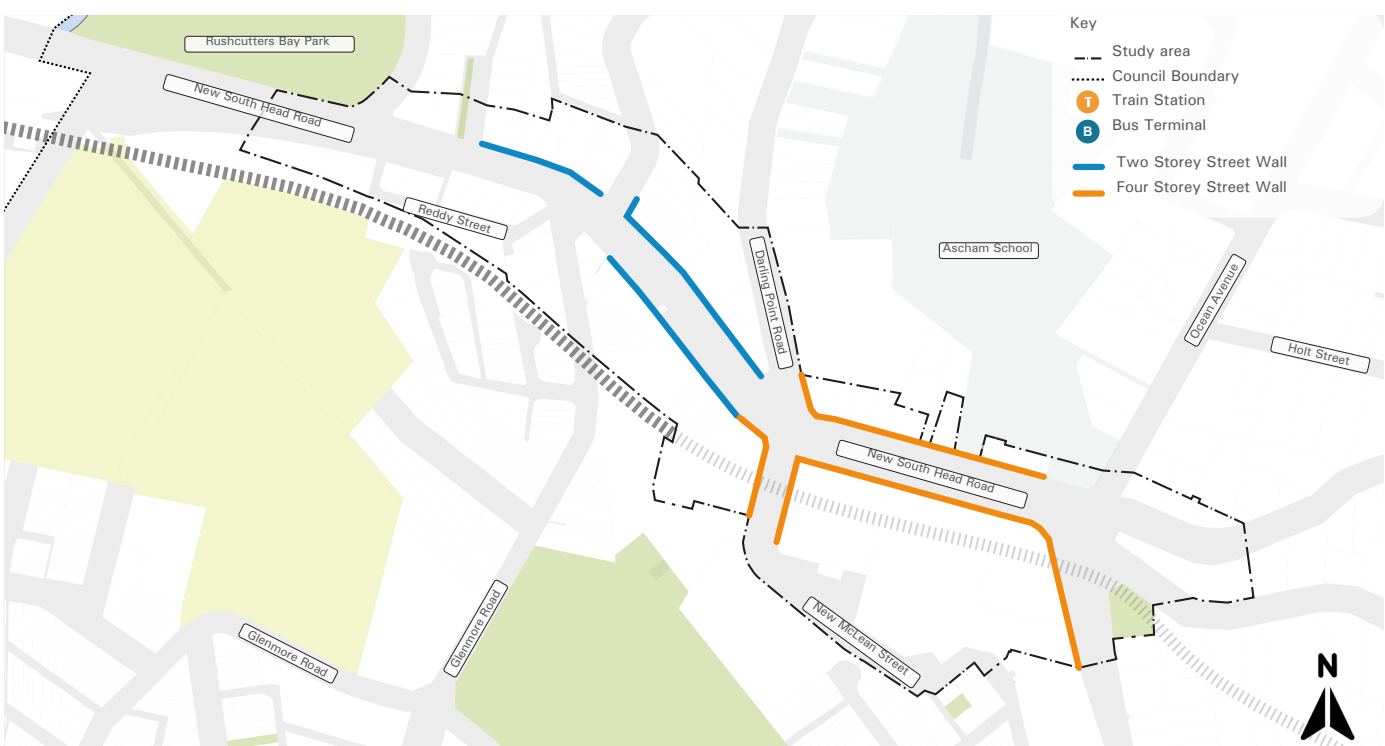 Key
Study area
Council Boundary
T Train Station
B Bus Terminal
Two Storey Street Wall
Four Storey Street Wall
Rushcutters Bay Park
New South Head Road
Reddy Street
Darling Point Road
Ascham School
Ocean Avenue
Holt Street
New South Head Road
New McLean Street
Glenmore Road
Glenmore Road
N